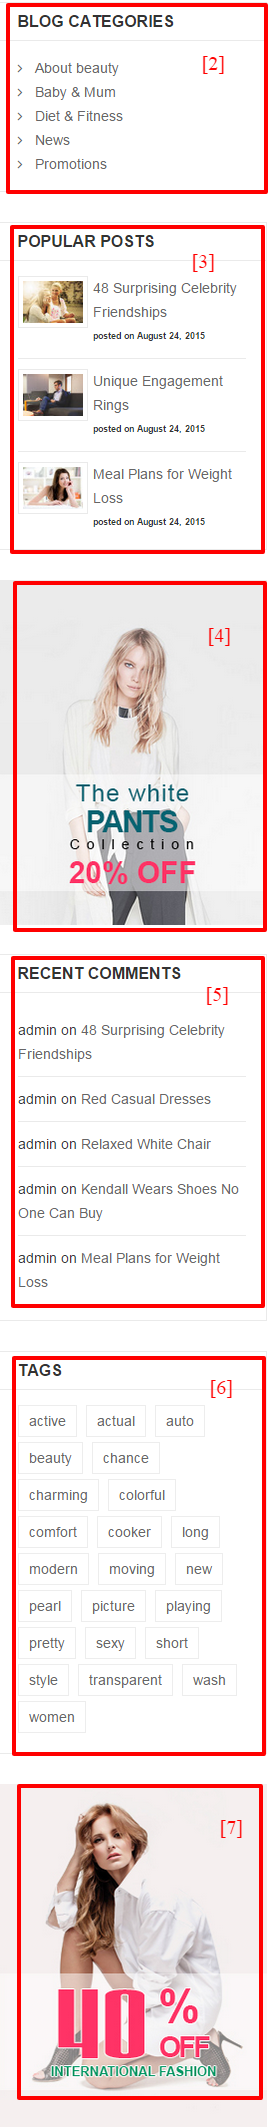 BLOG CATEGORIES
[2]
About beauty
Baby & Mum
Diet & Fitness
News
Promotions
POPULAR POSTS
[3]
48 Surprising Celebrity
Friendships
posted on August 24, 2015
Unique Engagement
Rings
posted on August 24, 2015
Meal Plans for Weight
Loss
posted on August 24, 2015
[4]
The white
PANTS
Collection
20% OFF
RECENT COMMENTS
[5]
admin on 48 Surprising Celebrity
Friendships
admin on Red Casual Dresses
admin on Relaxed White Chair
admin on Kendall Wears Shoes No
One Can Buy
admin on Meal Plans for Weight
Loss
TAGS
[6]
active actual auto
beauty chance
charming colorful
comfort cooker long
modern moving new
pearl picture playing
pretty sexy short
style transparent wash
women
[7]
40 %
OFF
INTERNATIONAL FASHION